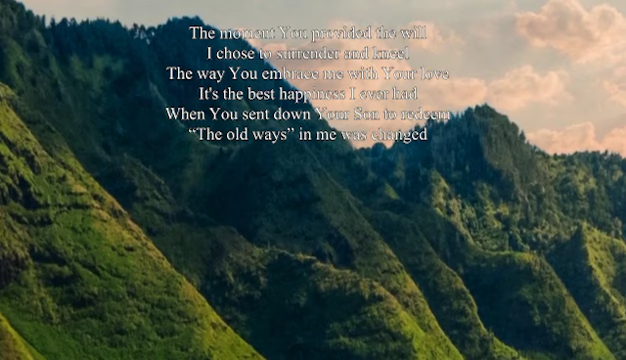 The moment You provided the will
I chose to surrender and kneel
The way You embrace me with Your love
It's the best happiness I ever had
When You sent down Your Son to redeem
“The old ways” in me was changed